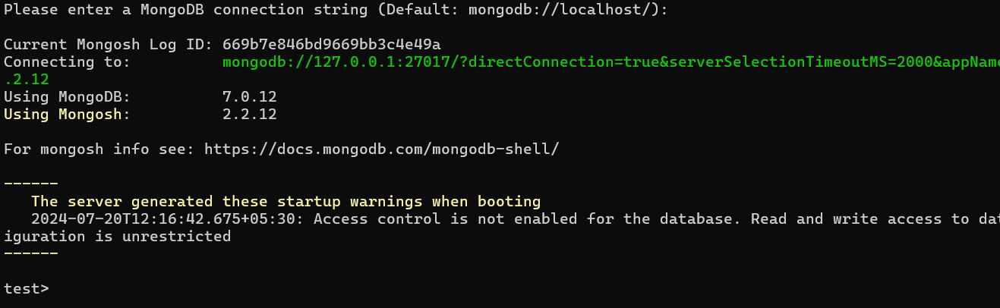 Please enter a MongoDB connection string (Default: mongodb://localhost/):
Current Mongosh Log ID: 669b7e846bd9669bb3c4e49a
Connecting to: mongodb://127.0.0.1:27017/?directConnection=true&serverSelectionTimeoutMS=2000&appName
.2.12
Using MongoDB: 7.0.12
Using Mongosh: 2.2.12
For mongosh info see: https://docs.mongodb.com/mongodb-shell/
------
The server generated these startup warnings when booting
2024-07-20T12:16:42.675+05:30: Access control is not enabled for the database. Read and write access to dat
iguration is unrestricted
------
test>